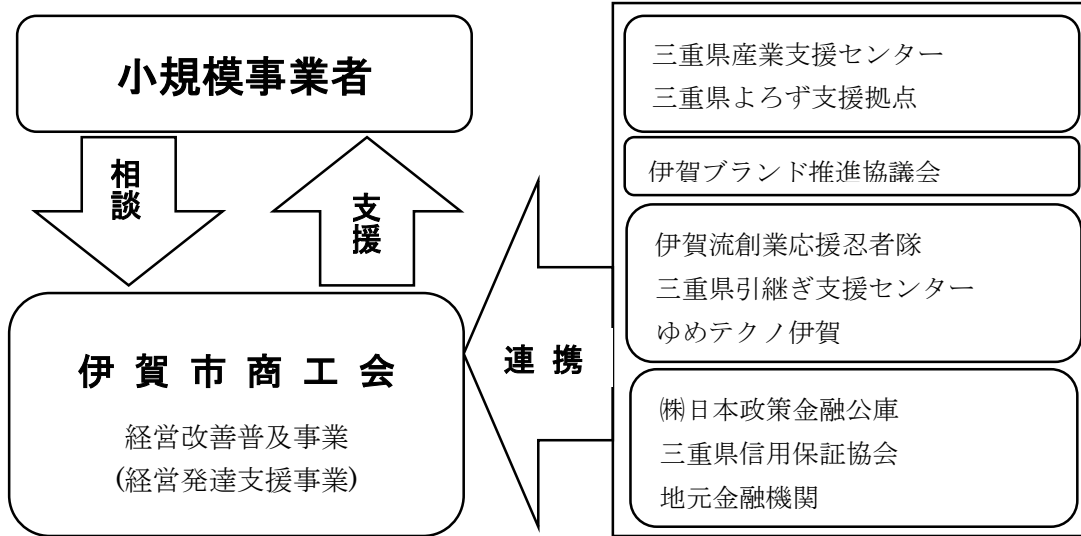 小規模事業者
相談
支援
伊賀市商工会
経営改善普及事業
(経営発達支援事業)
連携
三重県産業支援センター
三重県よろず支援拠点
伊賀ブランド推進協議会
伊賀流創業応援忍者隊
三重県引継ぎ支援センター
ゆめテクノ伊賀
㈱日本政策金融公庫
三重県信用保証協会
地元金融機関